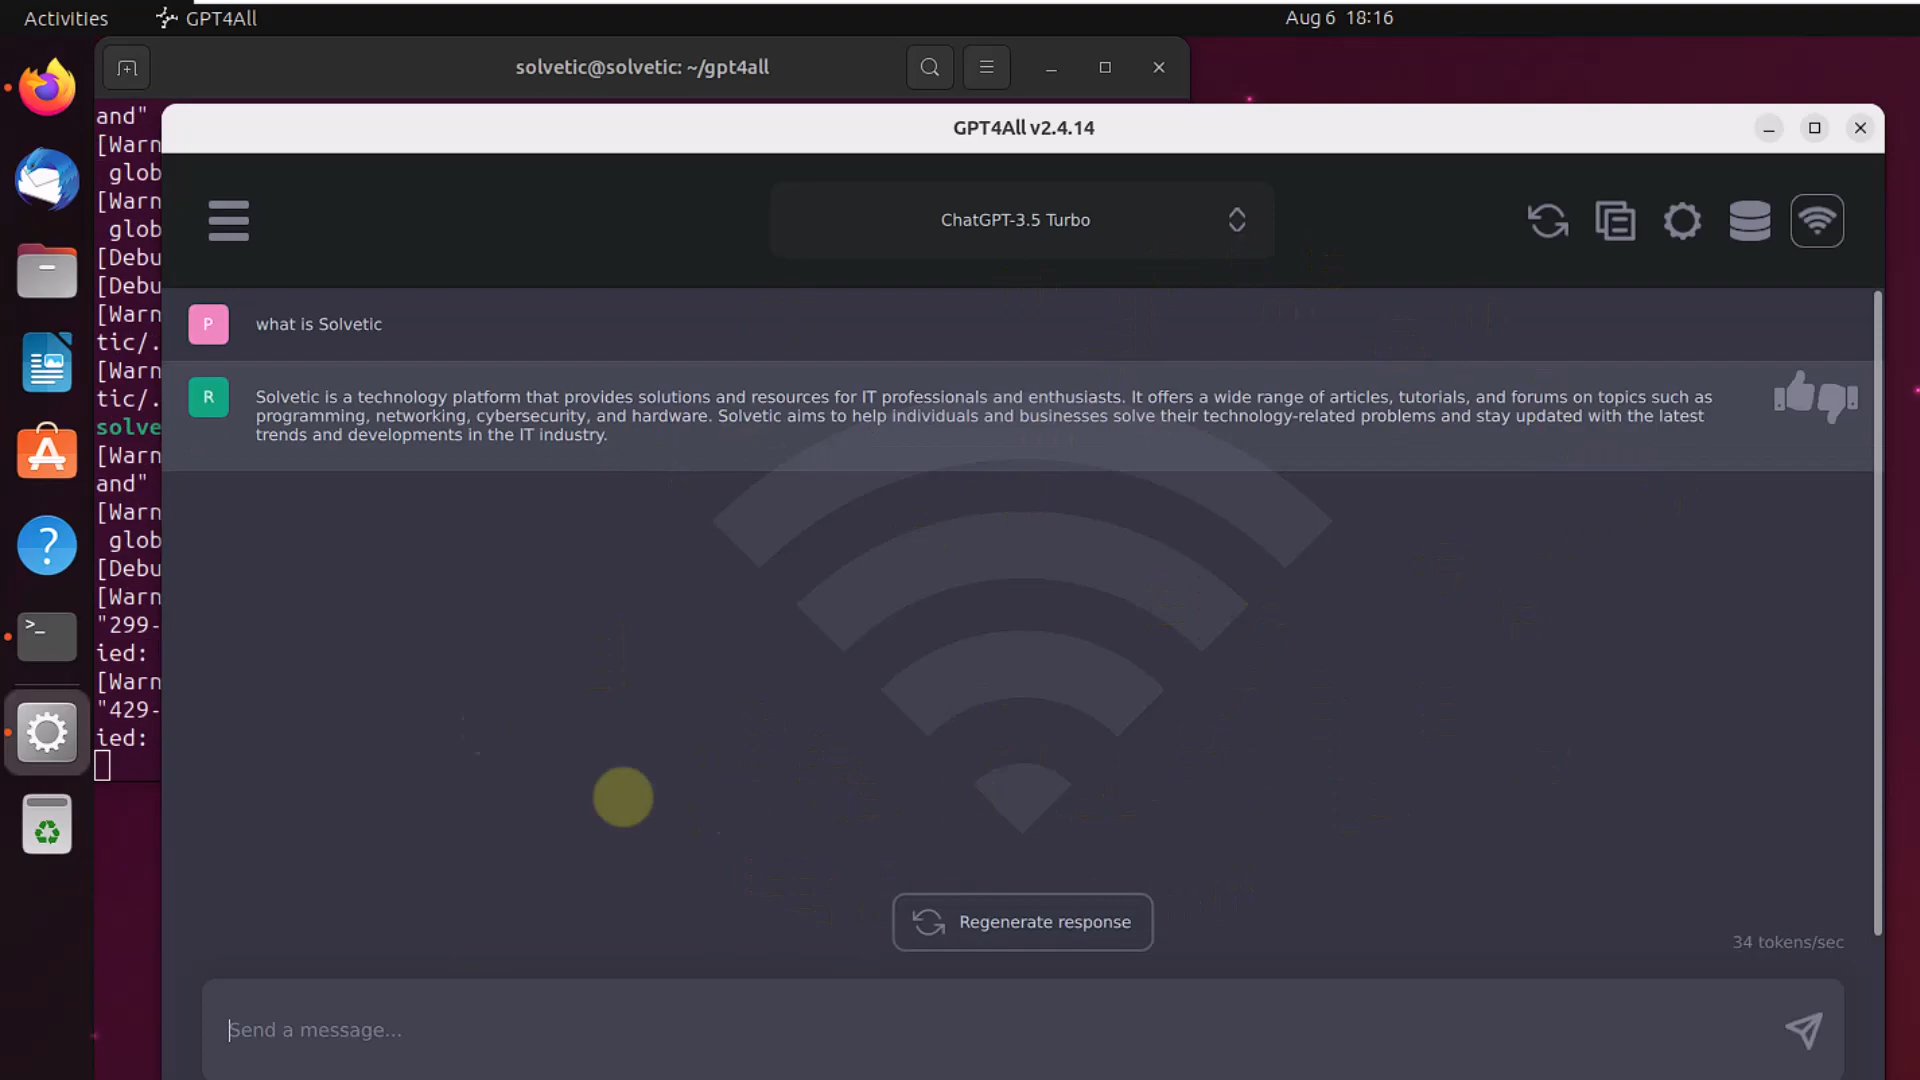 Activities
GPT4All
Aug 6 18:16
solvetic@solvetic: ~/gpt4all
and"
[Warn
glob
[Warn
glob
[Debu
[Debu
[Warn
tic/.
[Warn
tic/.
solve
[Warn
and"
[Warn
glob
[Debu
[Warn
"299-
ied:
[Warn
"429-
ied:
GPT4All v2.4.14
ChatGPT-3.5 Turbo
P
what is Solvetic
R
Solvetic is a technology platform that provides solutions and resources for IT professionals and enthusiasts. It offers a wide range of articles, tutorials, and forums on topics such as
programming, networking, cybersecurity, and hardware. Solvetic aims to help individuals and businesses solve their technology-related problems and stay updated with the latest
trends and developments in the IT industry.
Regenerate response
34 tokens/sec
Send a message...